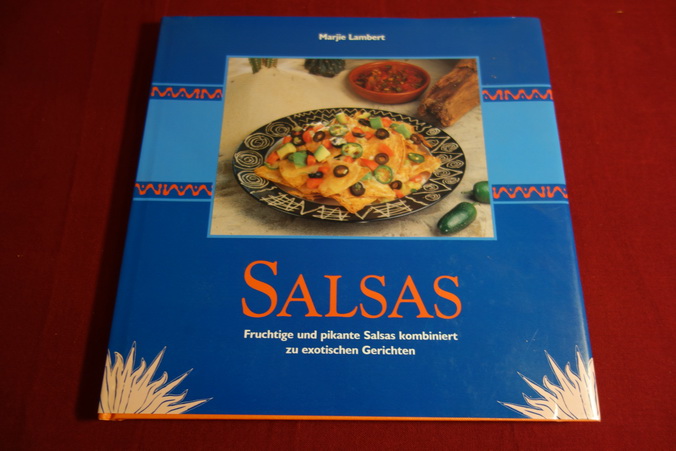 Marjie Lambert
SALSAS
Fruchtige und pikante Salsas kombiniert
zu exotischen Gerichten